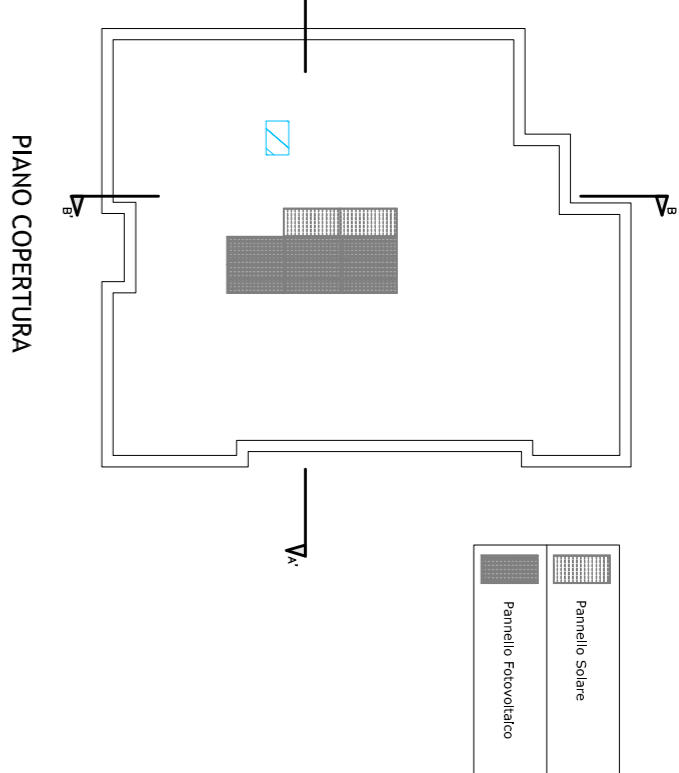 B
B'
A'
Pannello Solare
Pannello Fotovoltaico
PIANO COPERTURA